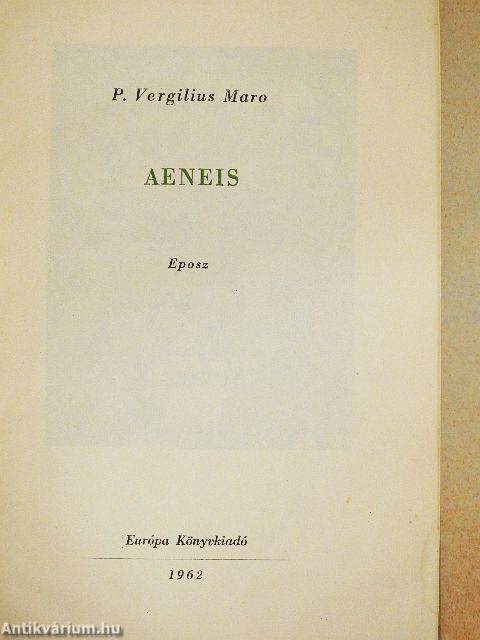 P. Vergilius Maro
AENEIS
Eposz
Európa Könyvkiadó
1962
Antikvárium.hu